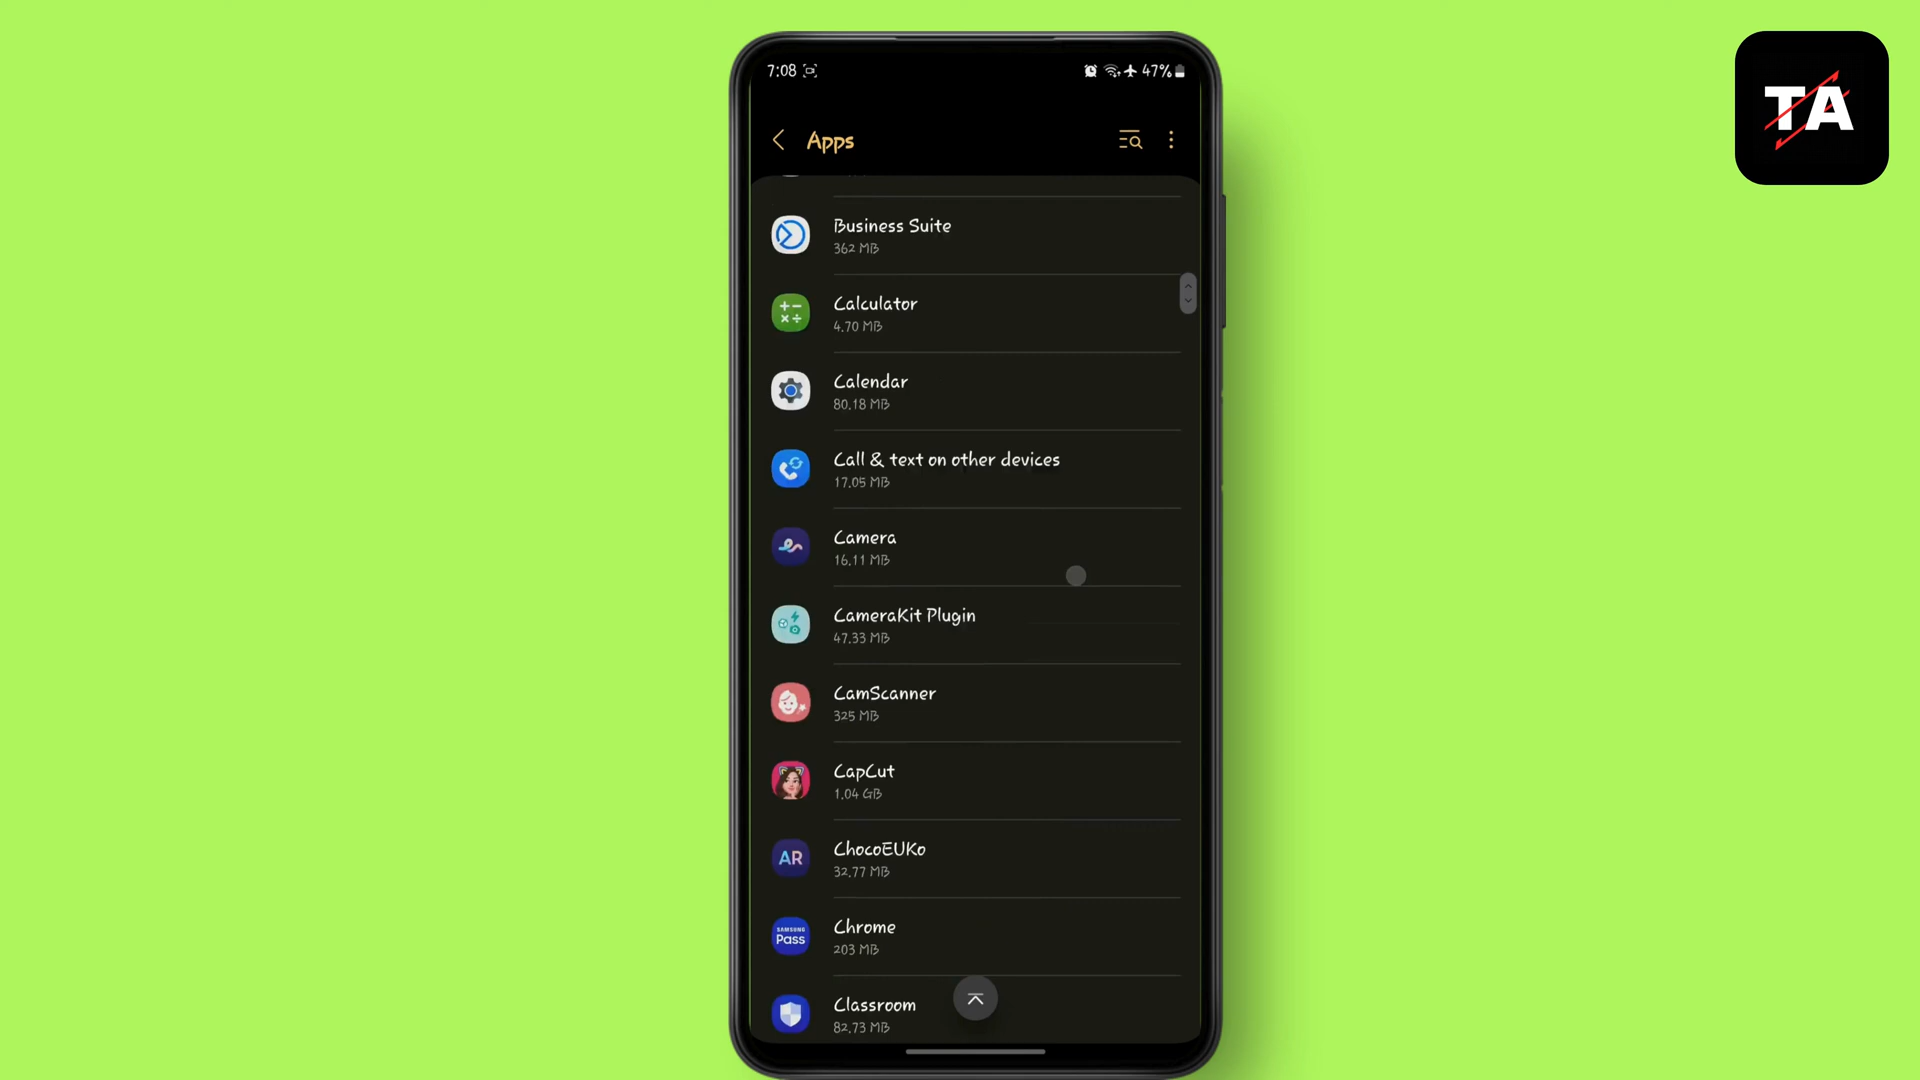 7:08
47%
TA
Apps
Business Suite
362 MB
Calculator
4.70 MB
Calendar
80.18 MB
Call & text on other devices
17.05 MB
Camera
16.11 MB
CameraKit Plugin
47.33 MB
CamScanner
325 MB
CapCut
1.04 GB
AR
ChocoEUKo
32.77 MB
SAMSUNG
Pass
Chrome
203 MB
Classroom
82.73 MB